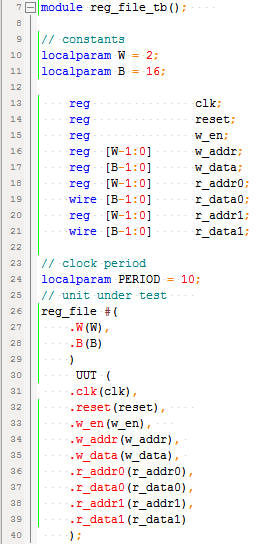 7 module reg_file_tb();
8
9 // constants
10 localparam W = 2;
11 localparam B = 16;
12
13 reg clk;
14 reg reset;
15 reg w_en;
16 reg [W-1:0] w_addr;
17 reg [B-1:0] w_data;
18 reg [W-1:0] r_addr0;
19 wire [B-1:0] r_data0;
20 reg [W-1:0] r_addr1;
21 wire [B-1:0] r_data1;
22
23 // clock period
24 localparam PERIOD = 10;
25 // unit under test
26 reg_file #(
27 .W(W),
28 .B(B)
29 )
30 UUT (
31 .clk(clk),
32 .reset(reset),
33 .w_en(w_en),
34 .w_addr(w_addr),
35 .w_data(w_data),
36 .r_addr0(r_addr0),
37 .r_data0(r_data0),
38 .r_addr1(r_addr1),
39 .r_data1(r_data1)
40 );